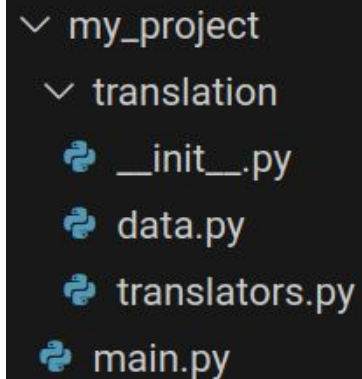 my_project
translation
__init__.py
data.py
translators.py
main.py